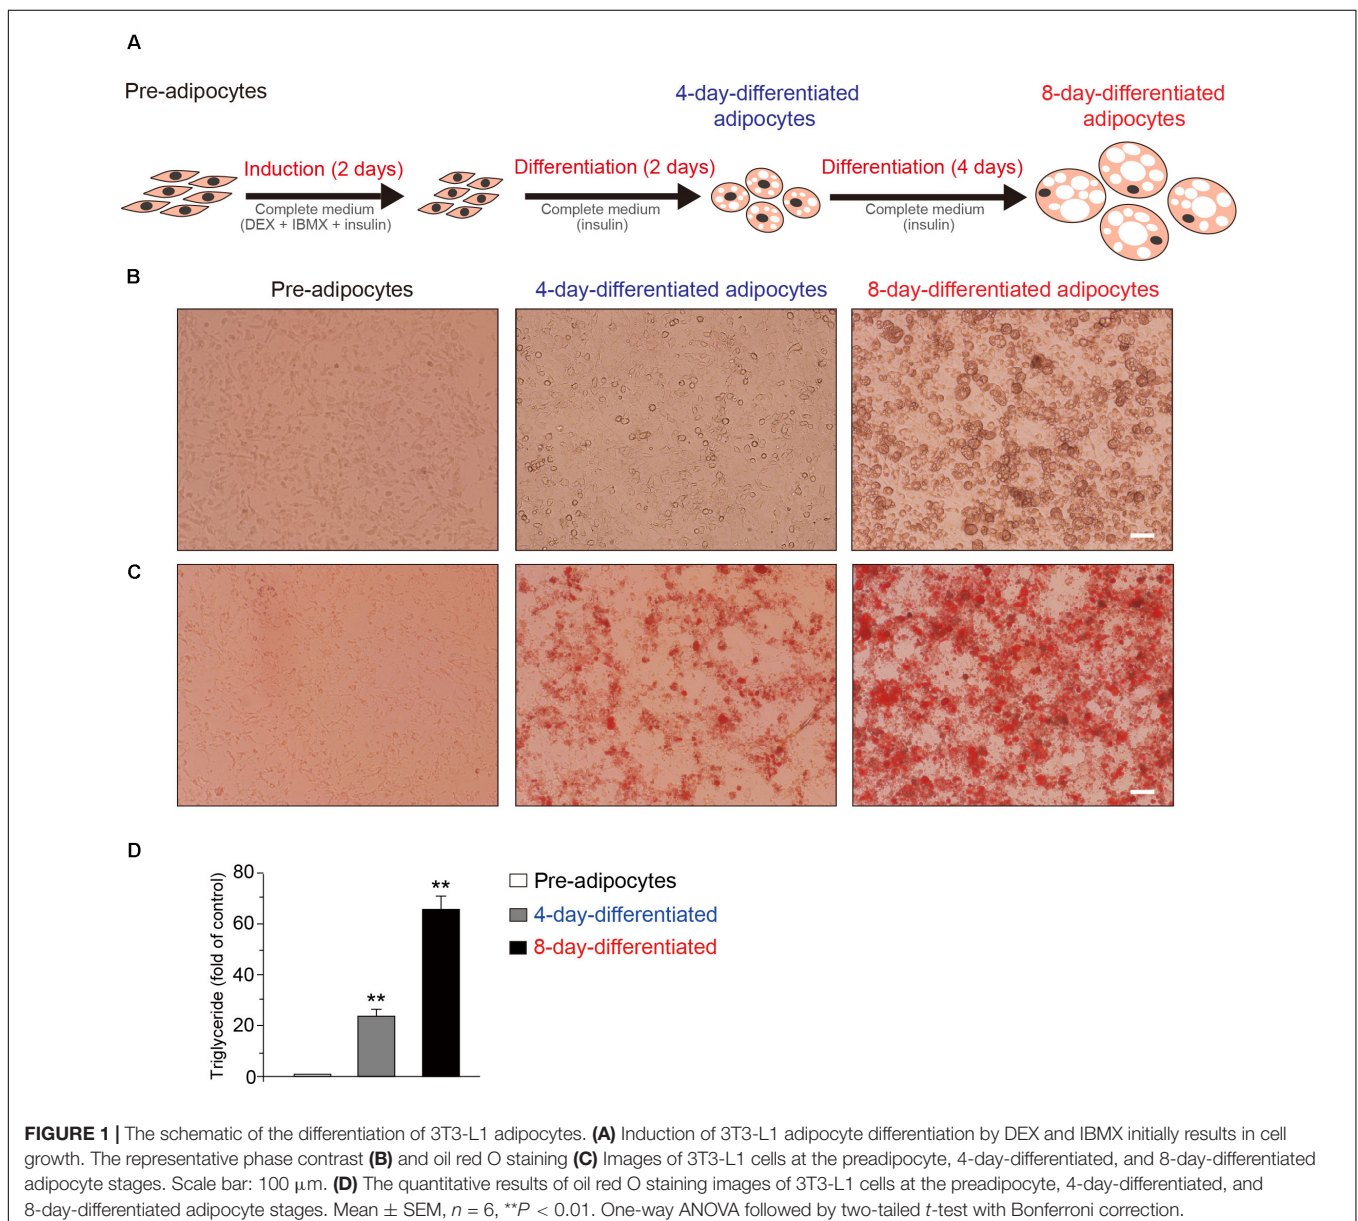 A
Pre-adipocytes
4-day-differentiated
adipocytes
8-day-differentiated
adipocytes
Induction (2 days)
Complete medium
(DEX + IBMX + insulin)
Differentiation (2 days)
Complete medium
(insulin)
Differentiation (4 days)
Complete medium
(insulin)
B
Pre-adipocytes
4-day-differentiated adipocytes
8-day-differentiated adipocytes
C
D
Triglyceride (fold of control)
80
60
40
20
0
**
**
Pre-adipocytes
4-day-differentiated
8-day-differentiated
FIGURE 1 | The schematic of the differentiation of 3T3-L1 adipocytes. (A) Induction of 3T3-L1 adipocyte differentiation by DEX and IBMX initially results in cell
growth. The representative phase contrast (B) and oil red O staining (C) Images of 3T3-L1 cells at the preadipocyte, 4-day-differentiated, and 8-day-differentiated
adipocyte stages. Scale bar: 100 μm. (D) The quantitative results of oil red O staining images of 3T3-L1 cells at the preadipocyte, 4-day-differentiated, and
8-day-differentiated adipocyte stages. Mean ± SEM, n = 6, **P < 0.01. One-way ANOVA followed by two-tailed t-test with Bonferroni correction.